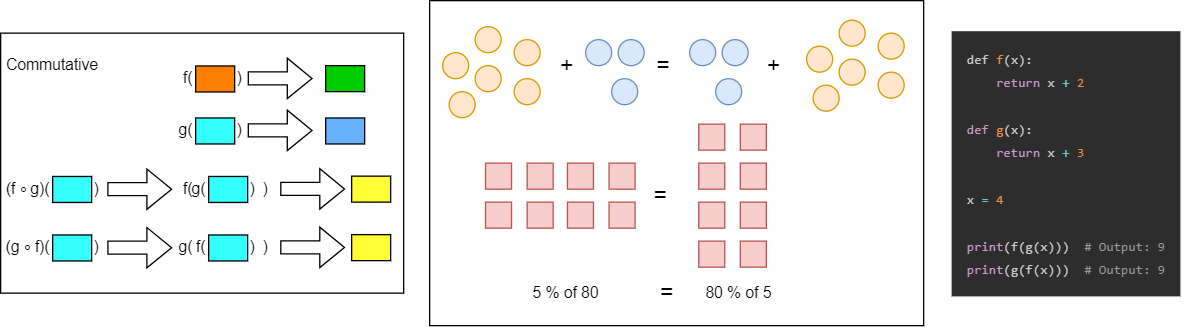 Commutative
f( )
g( )
(f ∘ g)( ) f(g( ) )
(g ∘ f)( ) g( f( ) )
+ = +
=
5 % of 80 = 80 % of 5
def f(x):
    return x + 2
def g(x):
    return x + 3
x = 4
print(f(g(x)))  # Output: 9
print(g(f(x)))  # Output: 9